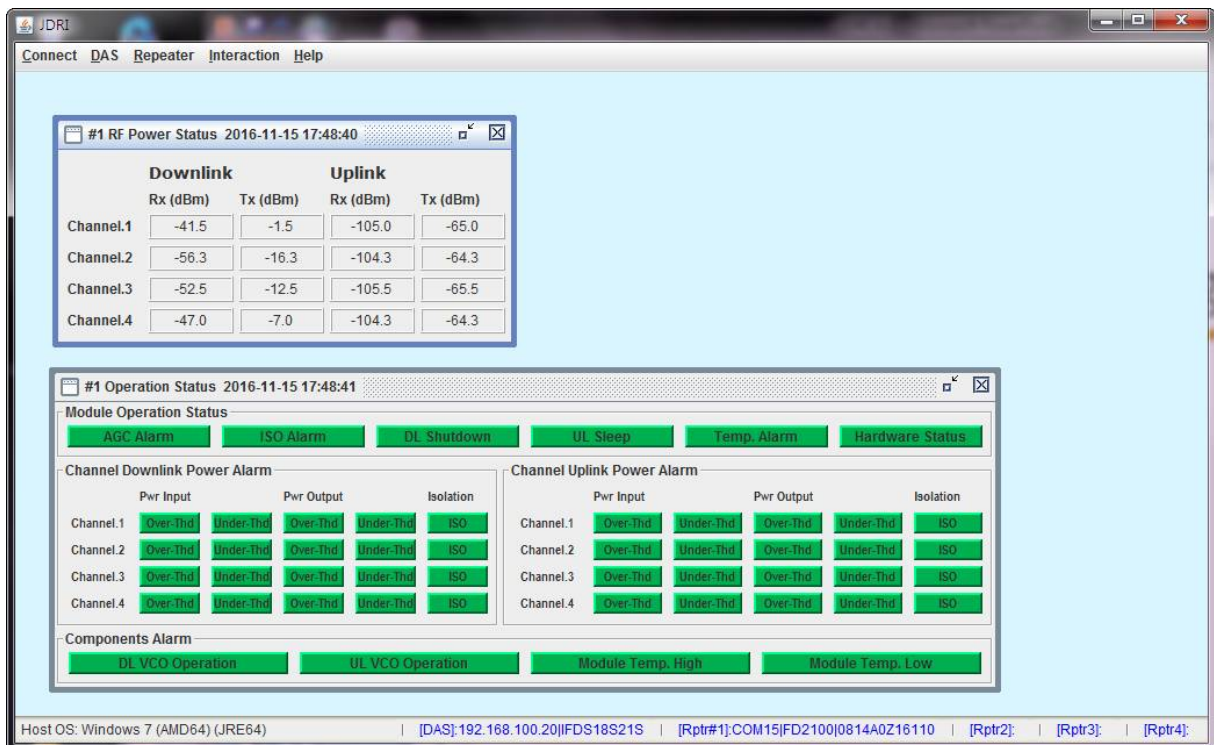 JDRI
Connect DAS Repeater Interaction Help
#1 RF Power Status 2016-11-15 17:48:40
Downlink Uplink
Rx (dBm) Tx (dBm) Rx (dBm) Tx (dBm)
Channel.1 -41.5 -1.5 -105.0 -65.0
Channel.2 -56.3 -16.3 -104.3 -64.3
Channel.3 -52.5 -12.5 -105.5 -65.5
Channel.4 -47.0 -7.0 -104.3 -64.3
#1 Operation Status 2016-11-15 17:48:41
Module Operation Status
AGC Alarm ISO Alarm DL Shutdown UL Sleep Temp. Alarm Hardware Status
Channel Downlink Power Alarm
Pwr Input Pwr Output Isolation
Channel.1 Over-Thd Under-Thd Over-Thd Under-Thd ISO
Channel.2 Over-Thd Under-Thd Over-Thd Under-Thd ISO
Channel.3 Over-Thd Under-Thd Over-Thd Under-Thd ISO
Channel.4 Over-Thd Under-Thd Over-Thd Under-Thd ISO
Channel Uplink Power Alarm
Pwr Input Pwr Output Isolation
Channel.1 Over-Thd Under-Thd Over-Thd Under-Thd ISO
Channel.2 Over-Thd Under-Thd Over-Thd Under-Thd ISO
Channel.3 Over-Thd Under-Thd Over-Thd Under-Thd ISO
Channel.4 Over-Thd Under-Thd Over-Thd Under-Thd ISO
Components Alarm
DL VCO Operation UL VCO Operation Module Temp. High Module Temp. Low
Host OS: Windows 7 (AMD64) (JRE64) | [DAS]:192.168.100.20|IFDS18S21S | [Rptr#1]:COM15|FD2100|0814A0Z16110 | [Rptr2]: | [Rptr3]: | [Rptr4]: